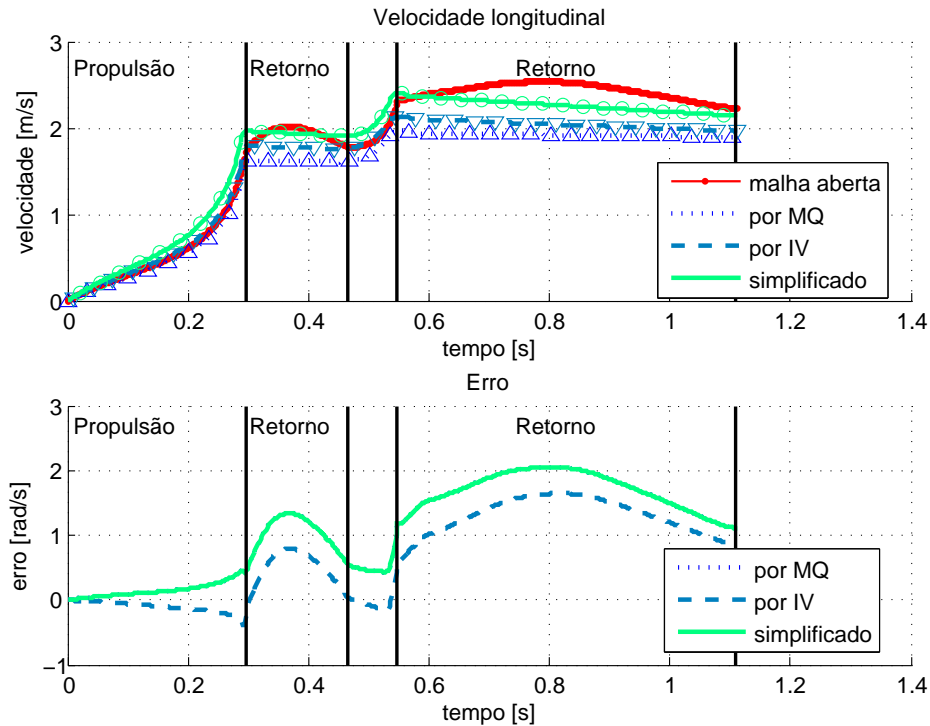 Velocidade longitudinal
3
2
1
0
velocidade [m/s]
Propulsão
Retorno
Retorno
malha aberta
por MQ
por IV
simplificado
0 0.2 0.4 0.6 0.8 1 1.2 1.4
tempo [s]
Erro
3
2
1
0
−1
erro [rad/s]
Propulsão
Retorno
Retorno
por MQ
por IV
simplificado
0 0.2 0.4 0.6 0.8 1 1.2 1.4
tempo [s]